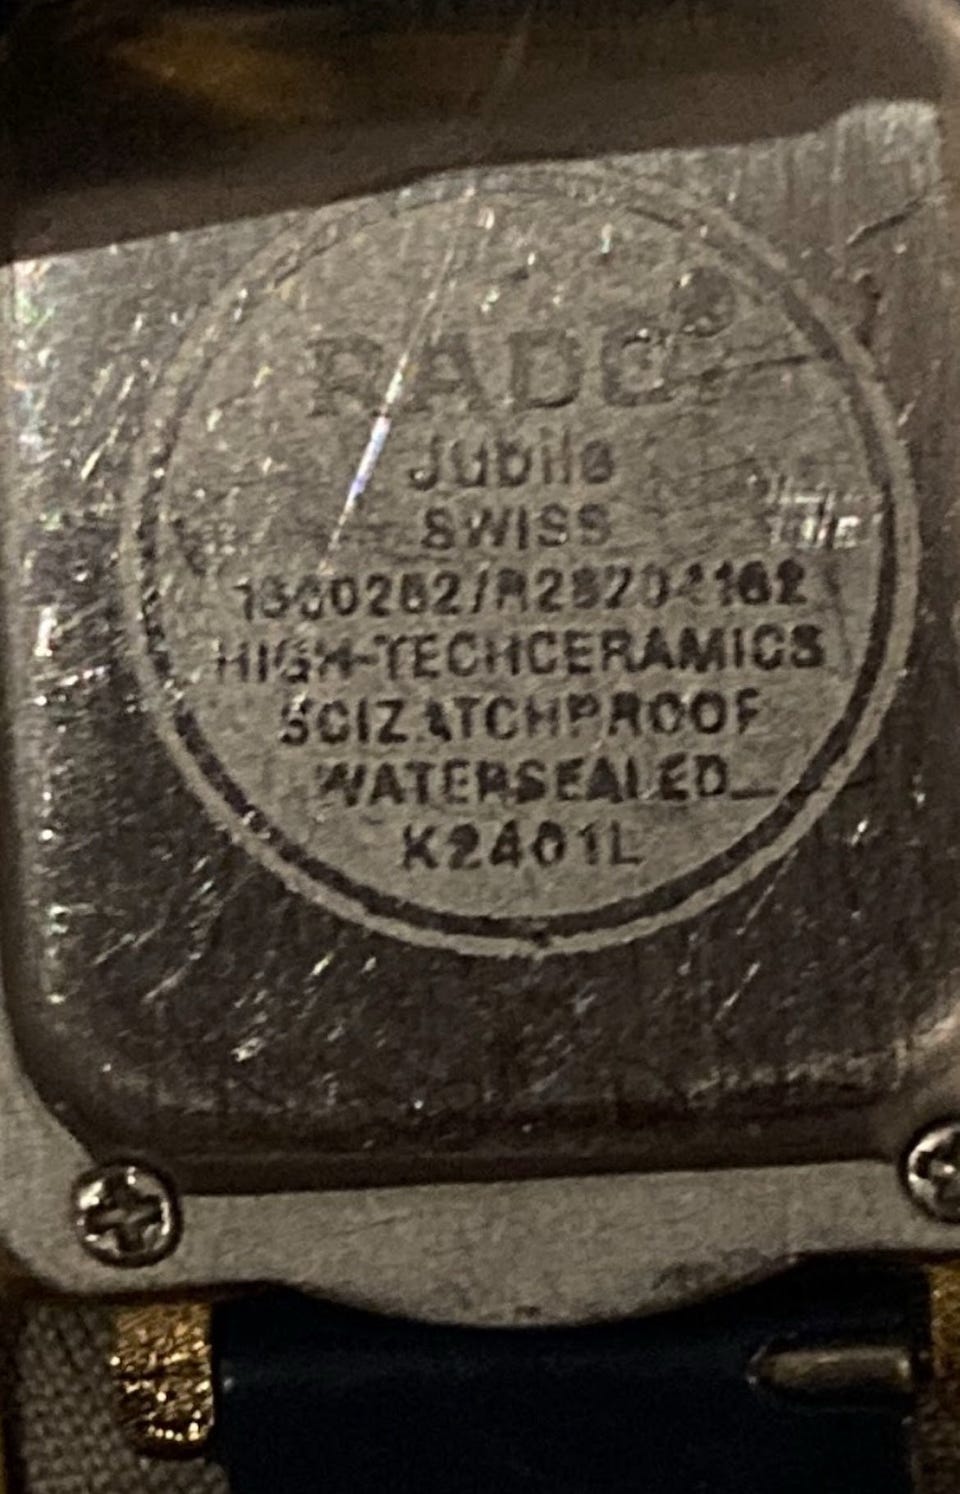 RADO
Jubile
SWISS
HIGH-TECHCERAMICS
SCIZATCHPROOF
WATERSEALED
K2401L